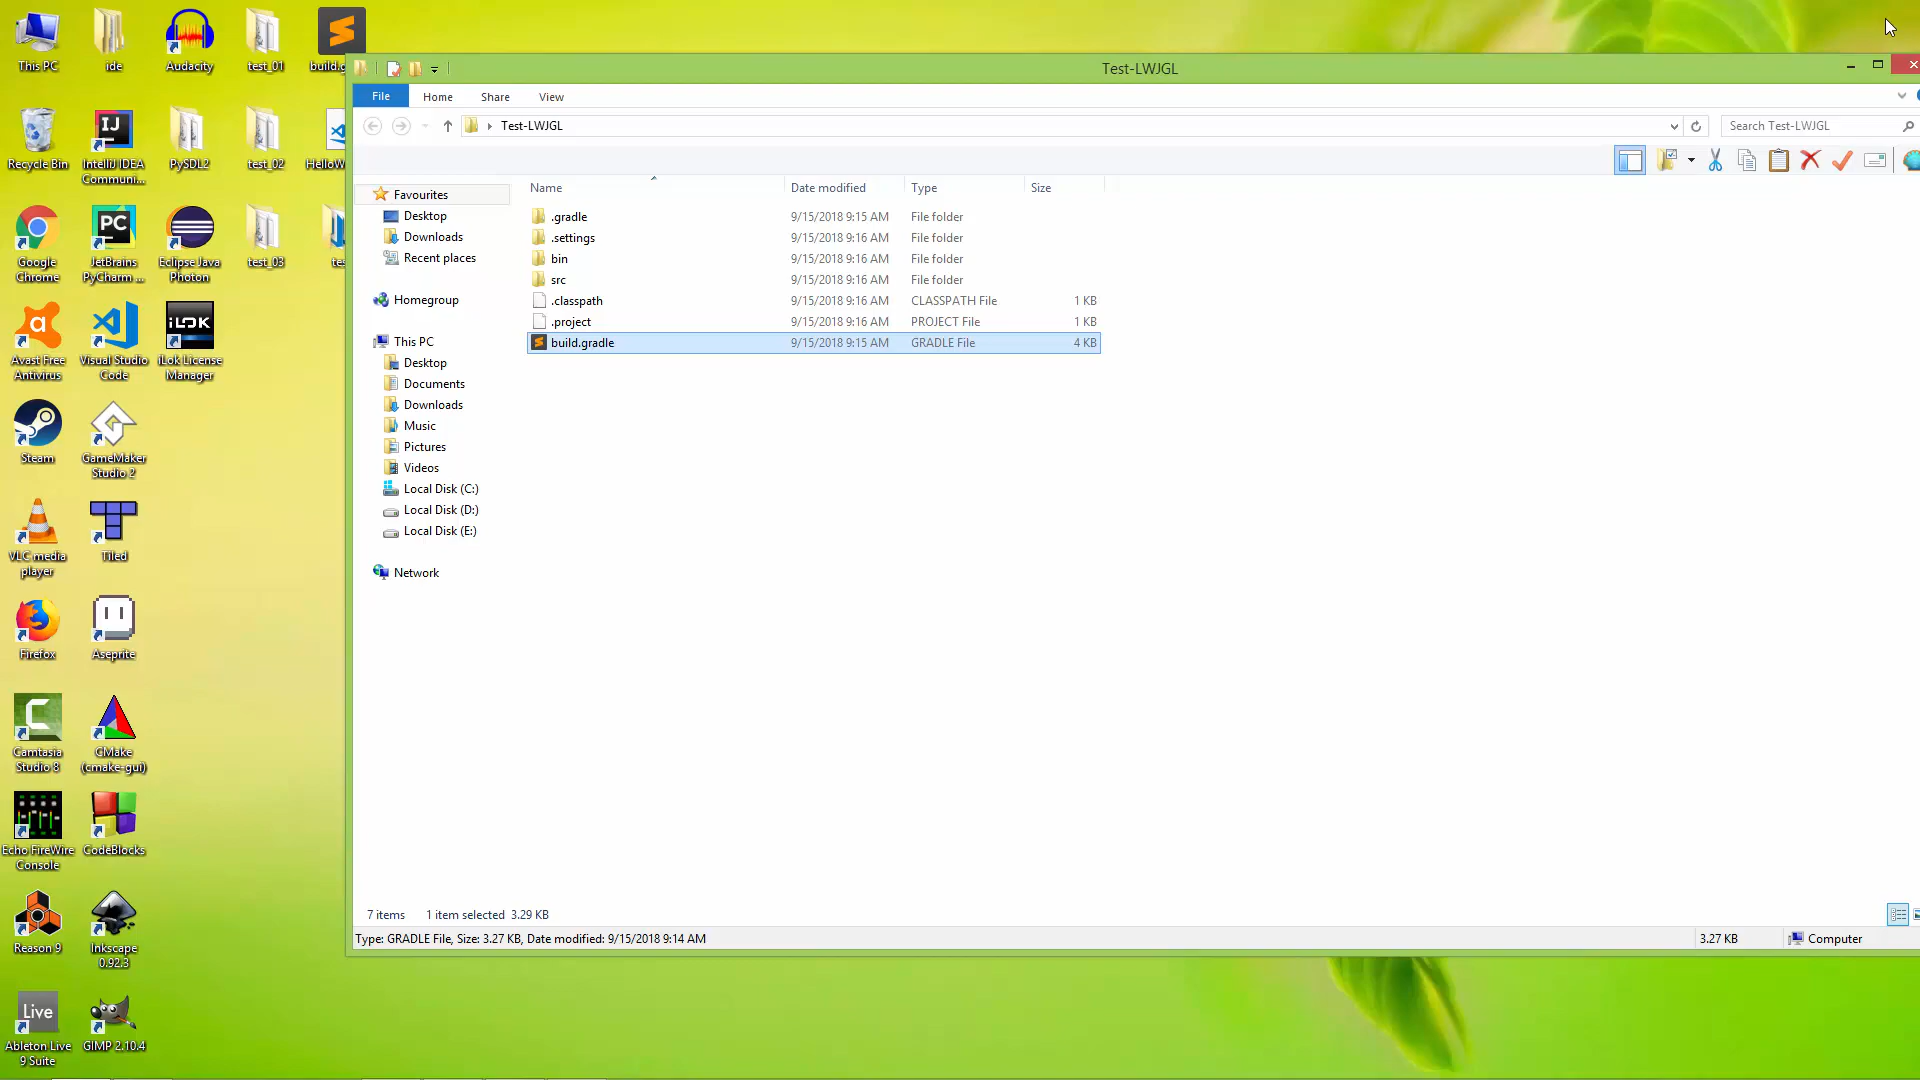 This PC
ide
Audacity
test_01
build.g
Recycle Bin
IntelliJ IDEA
Communi...
PySDL2
test_02
HelloW
Google
Chrome
JetBrains
PyCharm ...
Eclipse Java
Photon
test_03
tes
Avast Free
Antivirus
Visual Studio
Code
iLOK
iLok License
Manager
Steam
GameMaker
Studio 2
VLC media
player
Tiled
Firefox
Aseprite
Camtasia
Studio 8
CMake
(cmake-gui)
Echo FireWire
Console
CodeBlocks
Reason 9
Inkscape
0.92.3
Live
Ableton Live
9 Suite
GIMP 2.10.4
Test-LWJGL
File
Home
Share
View
Test-LWJGL
Search Test-LWJGL
Name
Date modified
Type
Size
Favourites
Desktop
Downloads
Recent places
Homegroup
This PC
Desktop
Documents
Downloads
Music
Pictures
Videos
Local Disk (C:)
Local Disk (D:)
Local Disk (E:)
Network
.gradle 9/15/2018 9:15 AM File folder
.settings 9/15/2018 9:16 AM File folder
bin 9/15/2018 9:16 AM File folder
src 9/15/2018 9:16 AM File folder
.classpath 9/15/2018 9:16 AM CLASSPATH File 1 KB
.project 9/15/2018 9:16 AM PROJECT File 1 KB
build.gradle 9/15/2018 9:15 AM GRADLE File 4 KB
7 items 1 item selected 3.29 KB
Type: GRADLE File, Size: 3.27 KB, Date modified: 9/15/2018 9:14 AM
3.27 KB
Computer